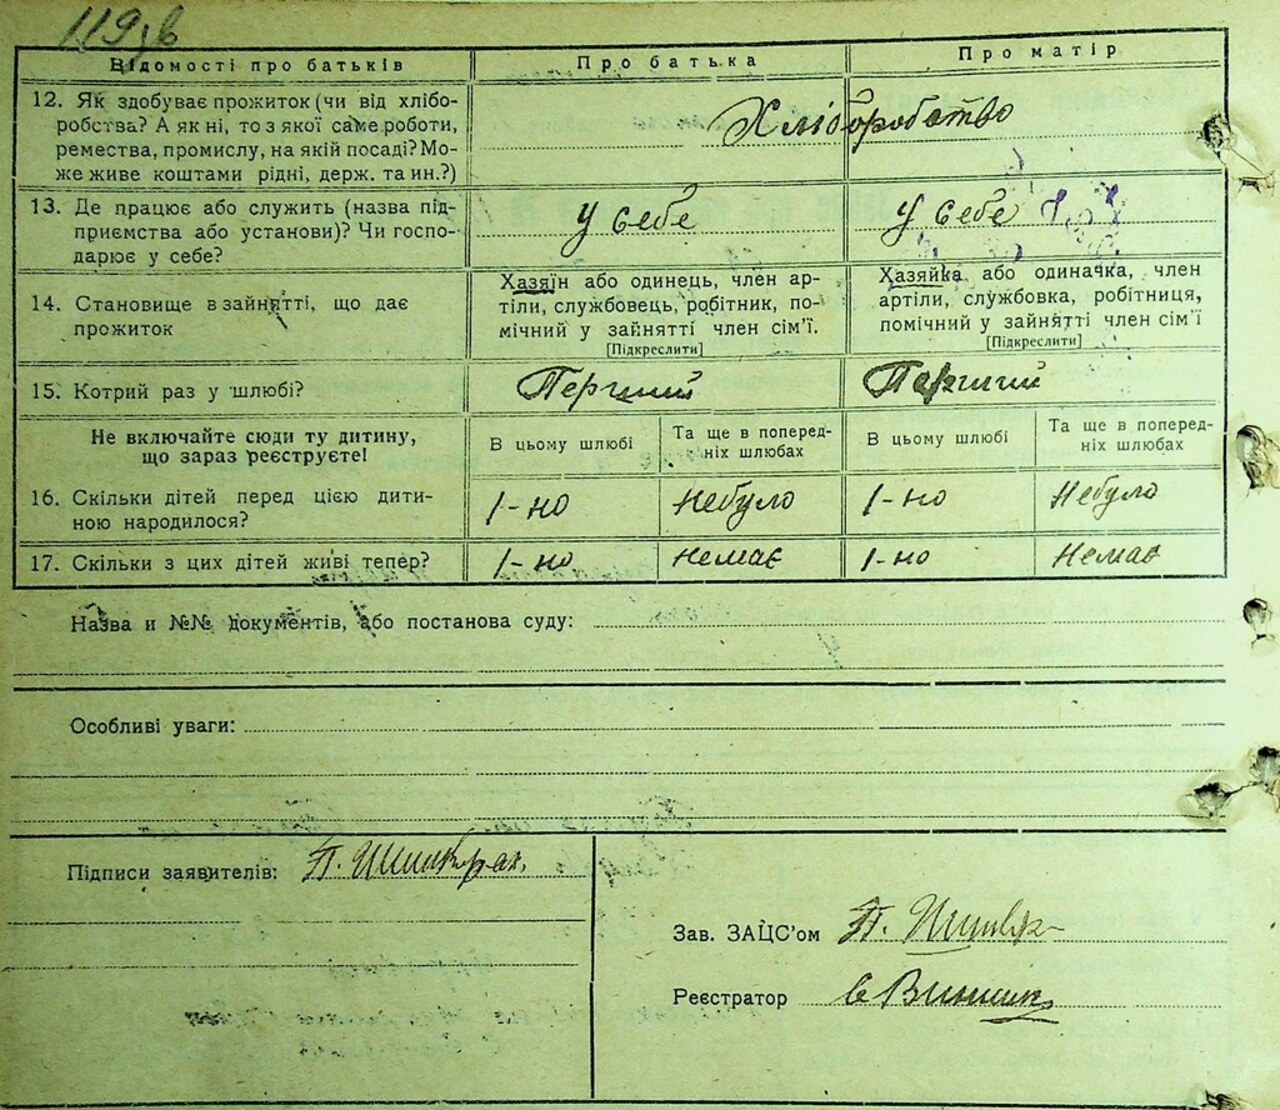 119 зв
Відомості про батьків
Про батька
Про матір
12. Як здобуває прожиток (чи від хлібо-
робства? А як ні, то з якої саме роботи,
ремества, промислу, на якій посаді? Мо-
же живе коштами рідні, держ. та ин.?)
Хліборобство
13. Де працює або служить (назва під-
приємства або установи)? Чи госпо-
дарює у себе?
У себе
У себе
14. Становище в зайнятті, що дає
прожиток
Хазяїн або одинець, член ар-
тіли, службовець, робітник, по-
мічний у зайнятті член сім'ї.
[Підкреслити]
Хазяйка або одиначка, член
артіли, службовка, робітниця,
помічний у зайнятті член сім'ї
[Підкреслити]
15. Котрий раз у шлюбі?
Перший
Перший
Не включайте сюди ту дитину,
що зараз реєструєте!
В цьому шлюбі
Та ще в поперед-
ніх шлюбах
В цьому шлюбі
Та ще в поперед-
ніх шлюбах
16. Скільки дітей перед цією дити-
ною народилося?
1-но
Небуло
1-но
Небуло
17. Скільки з цих дітей живі тепер?
1-но
Немає
1-но
Немає
Назва и №№ документів, або постанова суду:
Особливі уваги:
Підписи заявителів: П.
Зав. ЗАЦС'ом П.
Реєстратор